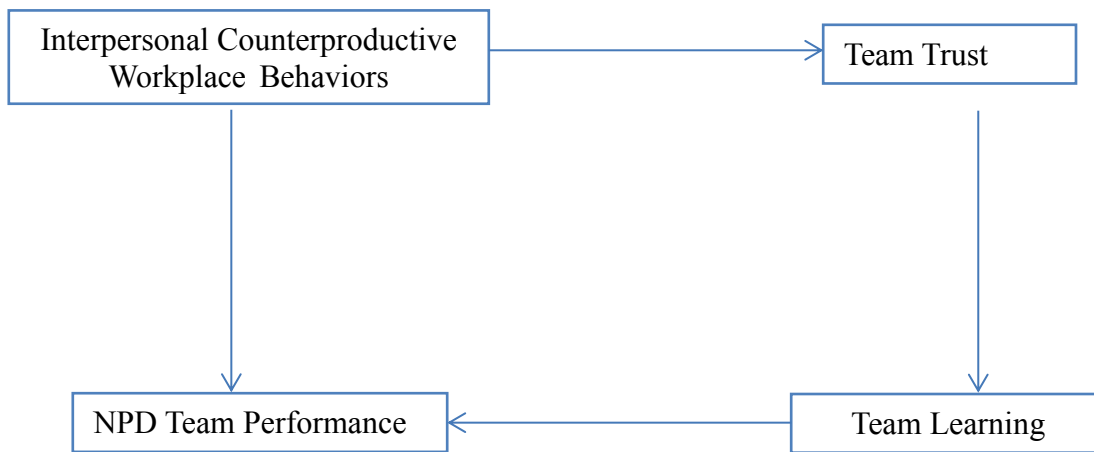 Interpersonal Counterproductive
Workplace Behaviors
Team Trust
NPD Team Performance
Team Learning